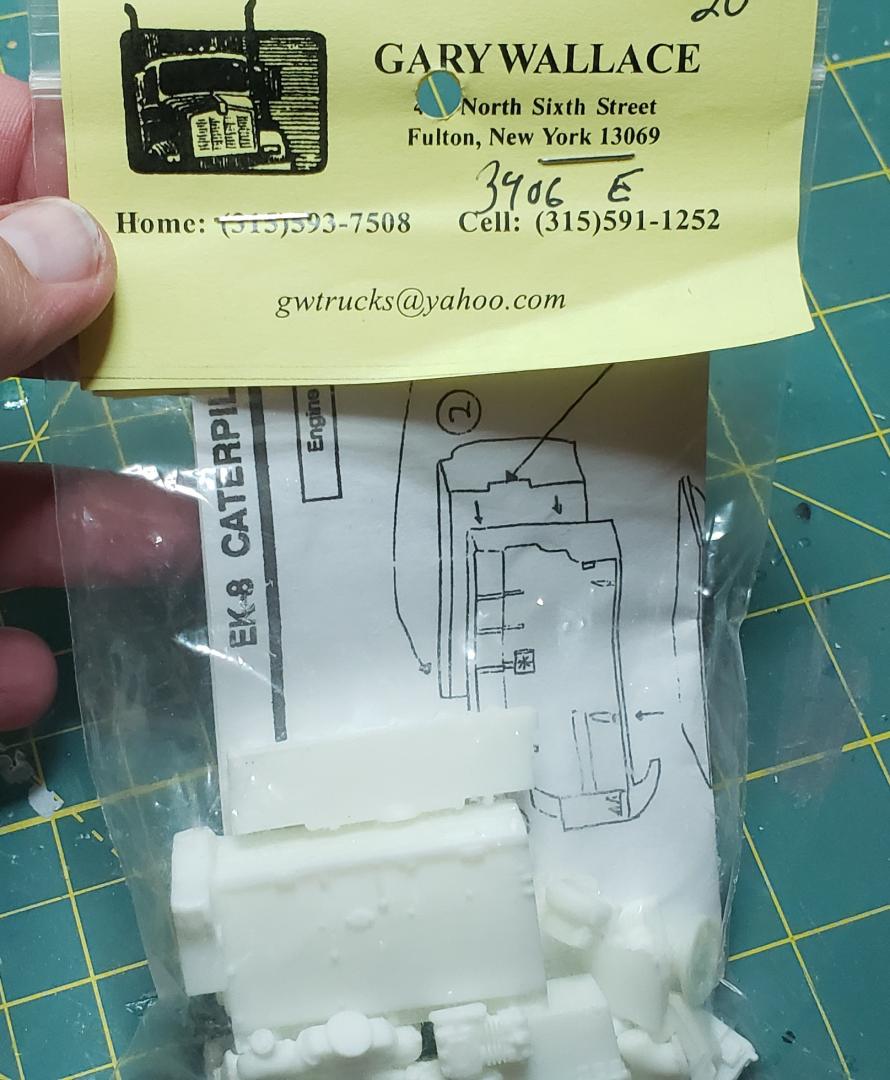 20
GARY WALLACE
North Sixth Street
Fulton, New York 13069
3406 E
Home: (315)593-7508 Cell: (315)591-1252
gwtrucks@yahoo.com
EK-8 CATERPIL
Engine
2
*